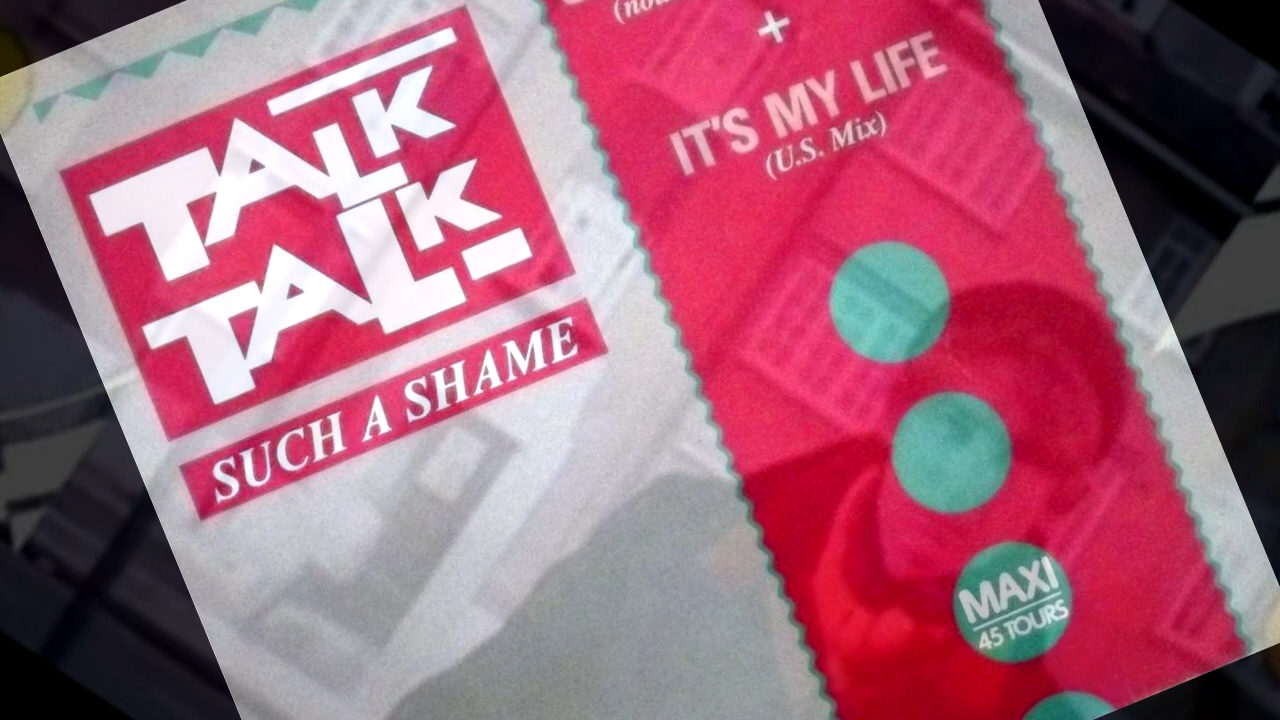 TALK
TALK
SUCH A SHAME
+
IT'S MY LIFE
(U.S. Mix)
MAXI
45 TOURS